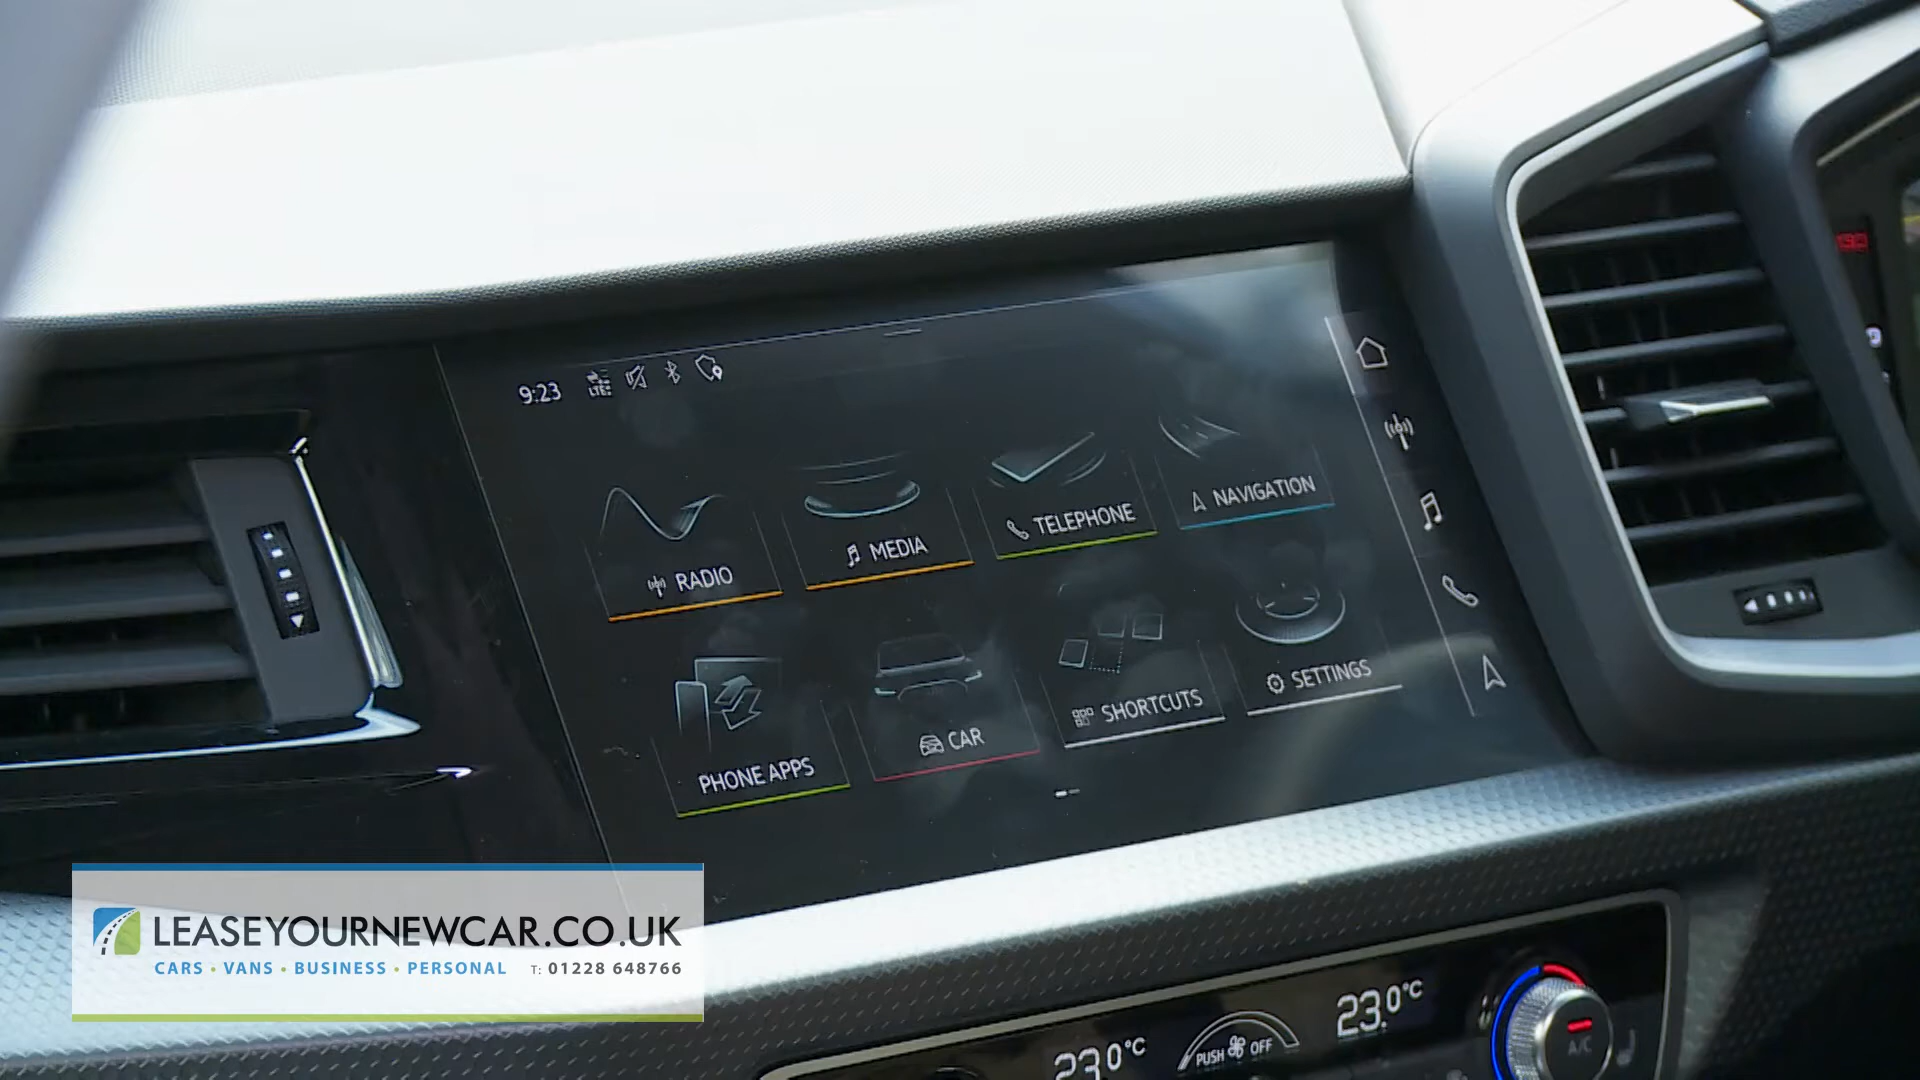 9:23 LTE
RADIO
MEDIA
TELEPHONE
NAVIGATION
PHONE APPS
CAR
SHORTCUTS
SETTINGS
LEASEYOURNEWCAR.CO.UK
CARS • VANS • BUSINESS • PERSONAL T: 01228 648766
23.0°C
PUSH OFF
23.0°C
A/C